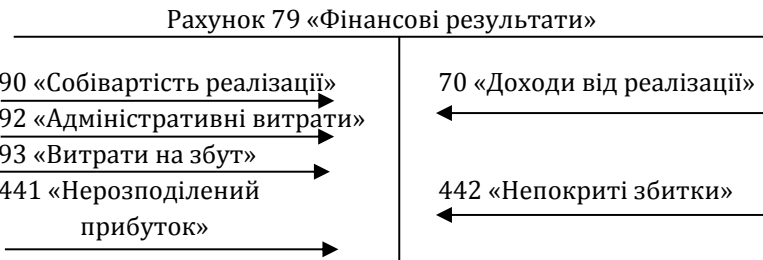 Рахунок 79 «Фінансові результати»
90 «Собівартість реалізації»
92 «Адміністративні витрати»
93 «Витрати на збут»
441 «Нерозподілений
прибуток»
70 «Доходи від реалізації»
442 «Непокриті збитки»